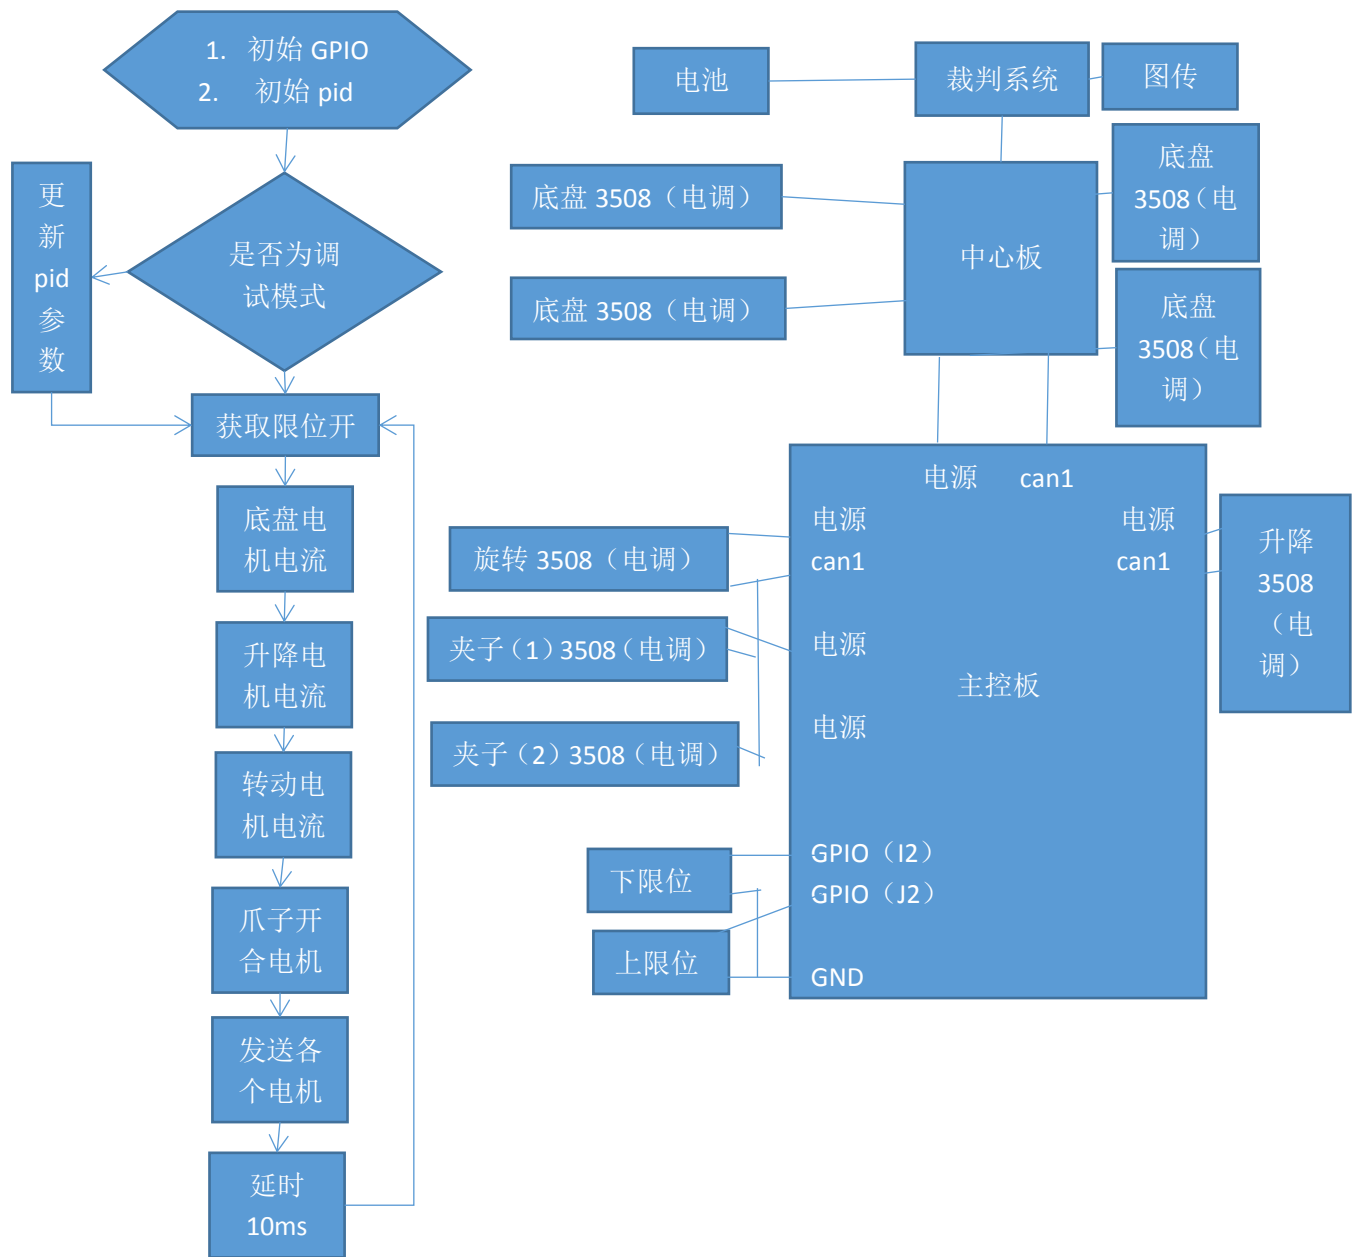 1. 初始 GPIO
2. 初始 pid
更
新
pid
参
数
是否为调
试模式
获取限位开
底盘电
机电流
升降电
机电流
转动电
机电流
爪子开
合电机
发送各
个电机
延时
10ms
电池
裁判系统
图传
底盘 3508（电调）
底盘 3508（电调）
中心板
底盘
3508（电
调）
底盘
3508（电
调）
电源 can1
电源
can1
电源
can1
旋转 3508（电调）
夹子（1）3508（电调）
夹子（2）3508（电调）
电源
电源
主控板
升降
3508
（电
调）
下限位
上限位
GPIO（I2）
GPIO（J2）
GND